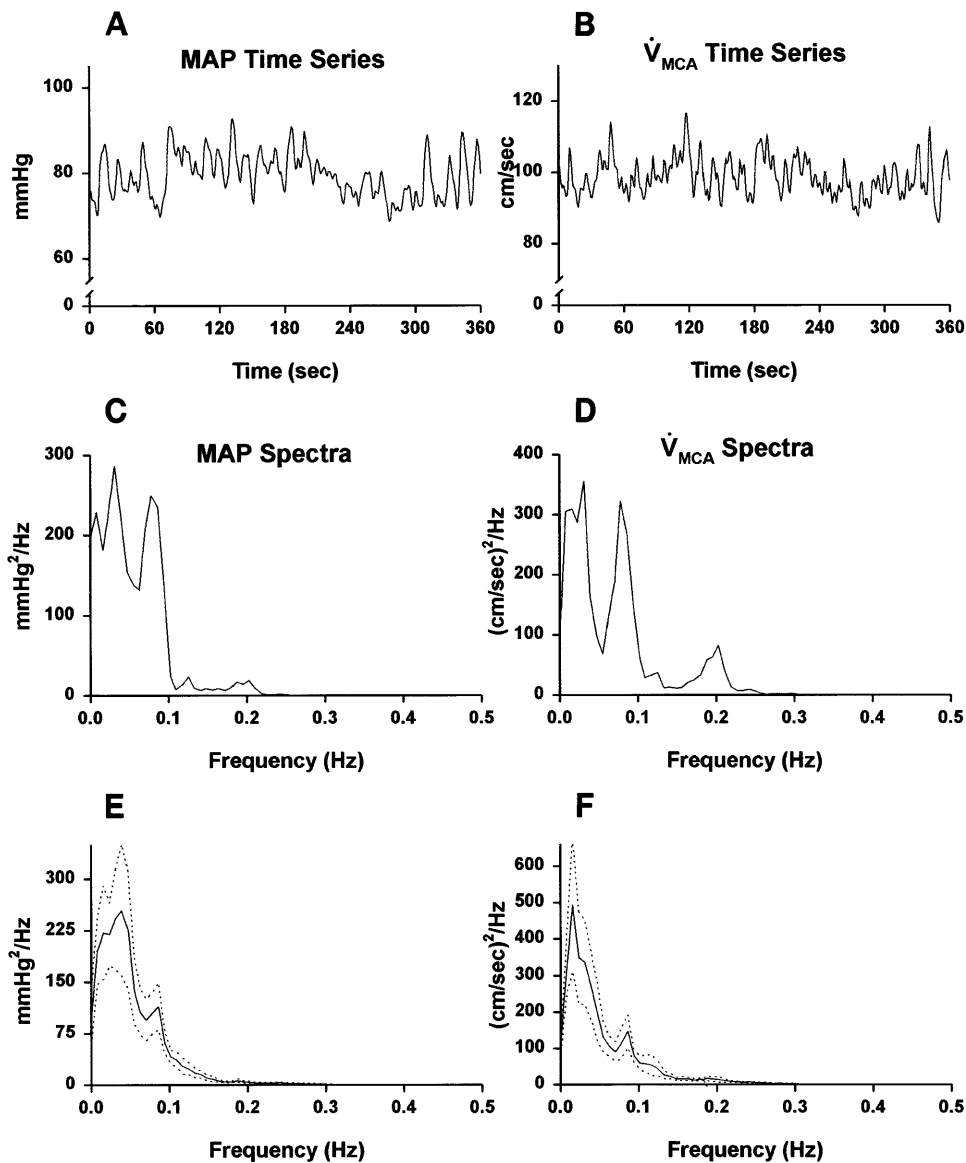 A
MAP Time Series
mmHg
100
80
60
0
0 60 120 180 240 300 360
Time (sec)
B
V̇MCA Time Series
cm/sec
120
100
80
0
0 60 120 180 240 300 360
Time (sec)
C
MAP Spectra
mmHg²/Hz
300
200
100
0
0.0 0.1 0.2 0.3 0.4 0.5
Frequency (Hz)
D
V̇MCA Spectra
(cm/sec)²/Hz
400
300
200
100
0
0.0 0.1 0.2 0.3 0.4 0.5
Frequency (Hz)
E
mmHg²/Hz
300
225
150
75
0
0.0 0.1 0.2 0.3 0.4 0.5
Frequency (Hz)
F
(cm/sec)²/Hz
600
500
400
300
200
100
0
0.0 0.1 0.2 0.3 0.4 0.5
Frequency (Hz)